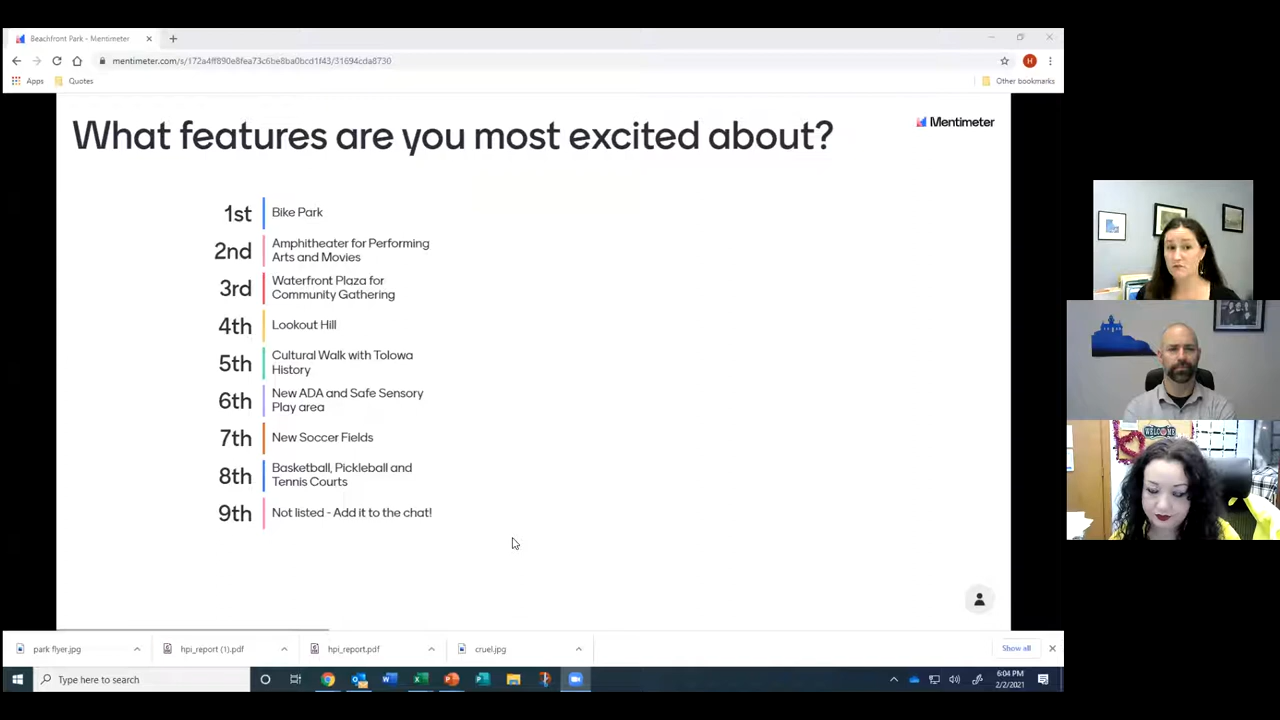 Beachfront Park - Mentimeter
mentimeter.com/s/172a4ff890e8fea73c6be8ba0bcd1f43/31694cda8730
H
Apps
Quotes
Other bookmarks
What features are you most excited about?
Mentimeter
1st Bike Park
2nd Amphitheater for Performing
Arts and Movies
3rd Waterfront Plaza for
Community Gathering
4th Lookout Hill
5th Cultural Walk with Tolowa
History
6th New ADA and Safe Sensory
Play area
7th New Soccer Fields
8th Basketball, Pickleball and
Tennis Courts
9th Not listed - Add it to the chat!
WELCOME
park flyer.jpg
hpi_report (1).pdf
hpi_report.pdf
cruel.jpg
Show all
Type here to search
6:04 PM
2/2/2021